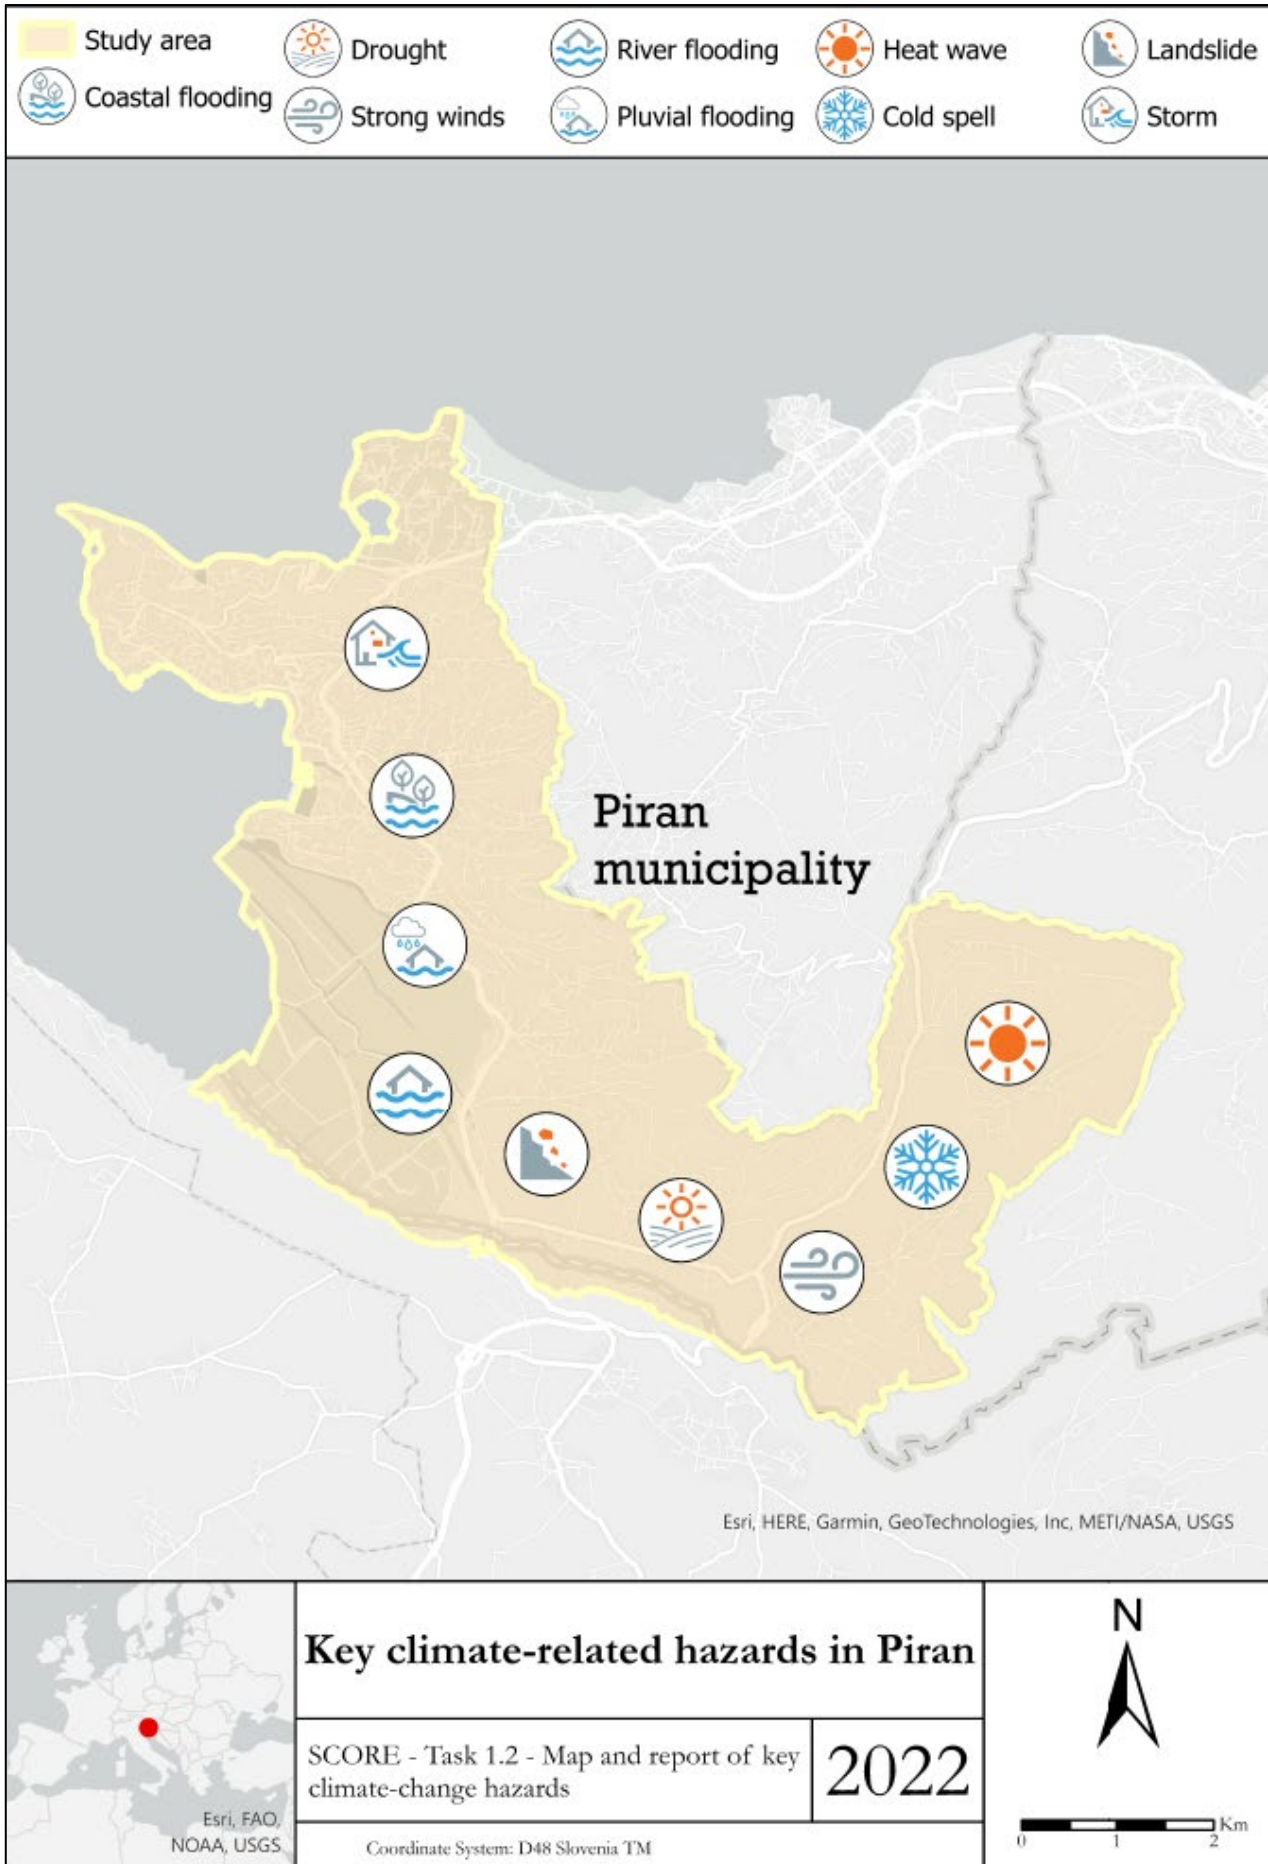 Study area
Drought
River flooding
Heat wave
Landslide
Coastal flooding
Strong winds
Pluvial flooding
Cold spell
Storm
Piran
municipality
Esri, HERE, Garmin, GeoTechnologies, Inc, METI/NASA, USGS
Esri, FAO,
NOAA, USGS
Key climate-related hazards in Piran
SCORE - Task 1.2 - Map and report of key
climate-change hazards
2022
Coordinate System: D48 Slovenia TM
N
Km
0 1 2